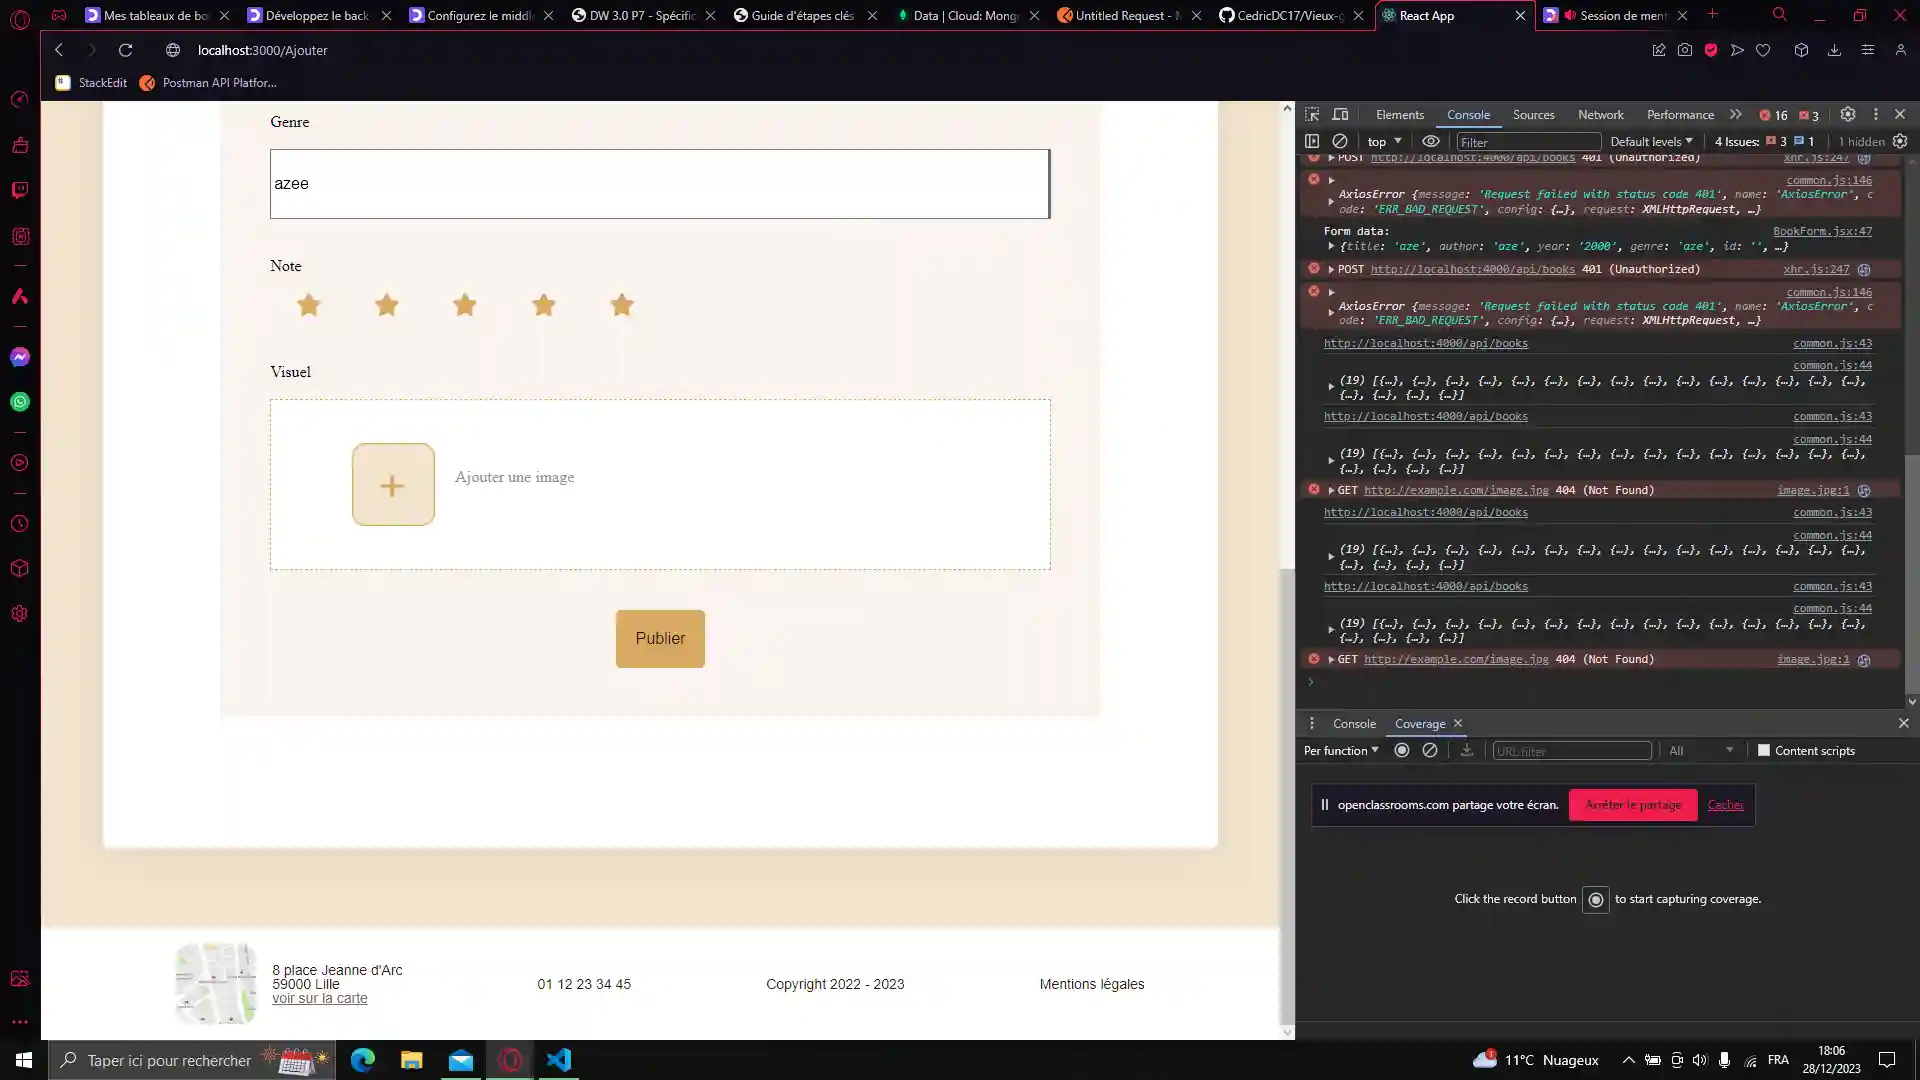 Mes tableaux de bo
Développez le back
Configurez le middl
DW 3.0 P7 - Spécific
Guide d'étapes clés
Data | Cloud: Mong
Untitled Request - M
CedricDC17/Vieux-g
React App
Session de ment
localhost:3000/Ajouter
StackEdit
Postman API Platfor...
Genre
azee
Note
Visuel
Ajouter une image
Publier
8 place Jeanne d'Arc
59000 Lille
voir sur la carte
01 12 23 34 45
Copyright 2022 - 2023
Mentions légales
Elements Console Sources Network Performance 16 3
top Filter Default levels 4 Issues: 3 1 1 hidden
POST http://localhost:4000/api/books 401 (Unauthorized) xhr.js:247
common.js:146
AxiosError {message: 'Request failed with status code 401', name: 'AxiosError', c
ode: 'ERR_BAD_REQUEST', config: {…}, request: XMLHttpRequest, …}
Form data: BookForm.jsx:47
{title: 'aze', author: 'aze', year: '2000', genre: 'aze', id: '', …}
POST http://localhost:4000/api/books 401 (Unauthorized) xhr.js:247
common.js:146
AxiosError {message: 'Request failed with status code 401', name: 'AxiosError', c
ode: 'ERR_BAD_REQUEST', config: {…}, request: XMLHttpRequest, …}
http://localhost:4000/api/books common.js:43
common.js:44
(19) [{…}, {…}, {…}, {…}, {…}, {…}, {…}, {…}, {…}, {…}, {…}, {…}, {…}, {…}, {…},
{…}, {…}, {…}, {…}]
http://localhost:4000/api/books common.js:43
common.js:44
(19) [{…}, {…}, {…}, {…}, {…}, {…}, {…}, {…}, {…}, {…}, {…}, {…}, {…}, {…}, {…},
{…}, {…}, {…}, {…}]
GET http://example.com/image.jpg 404 (Not Found) image.jpg:1
http://localhost:4000/api/books common.js:43
common.js:44
(19) [{…}, {…}, {…}, {…}, {…}, {…}, {…}, {…}, {…}, {…}, {…}, {…}, {…}, {…}, {…},
{…}, {…}, {…}, {…}]
http://localhost:4000/api/books common.js:43
common.js:44
(19) [{…}, {…}, {…}, {…}, {…}, {…}, {…}, {…}, {…}, {…}, {…}, {…}, {…}, {…}, {…},
{…}, {…}, {…}, {…}]
GET http://example.com/image.jpg 404 (Not Found) image.jpg:1
Console Coverage
Per function URL filter All Content scripts
openclassrooms.com partage votre écran. Arrêter le partage Cacher
Click the record button to start capturing coverage.
Taper ici pour rechercher
11°C Nuageux
FRA
18:06
28/12/2023